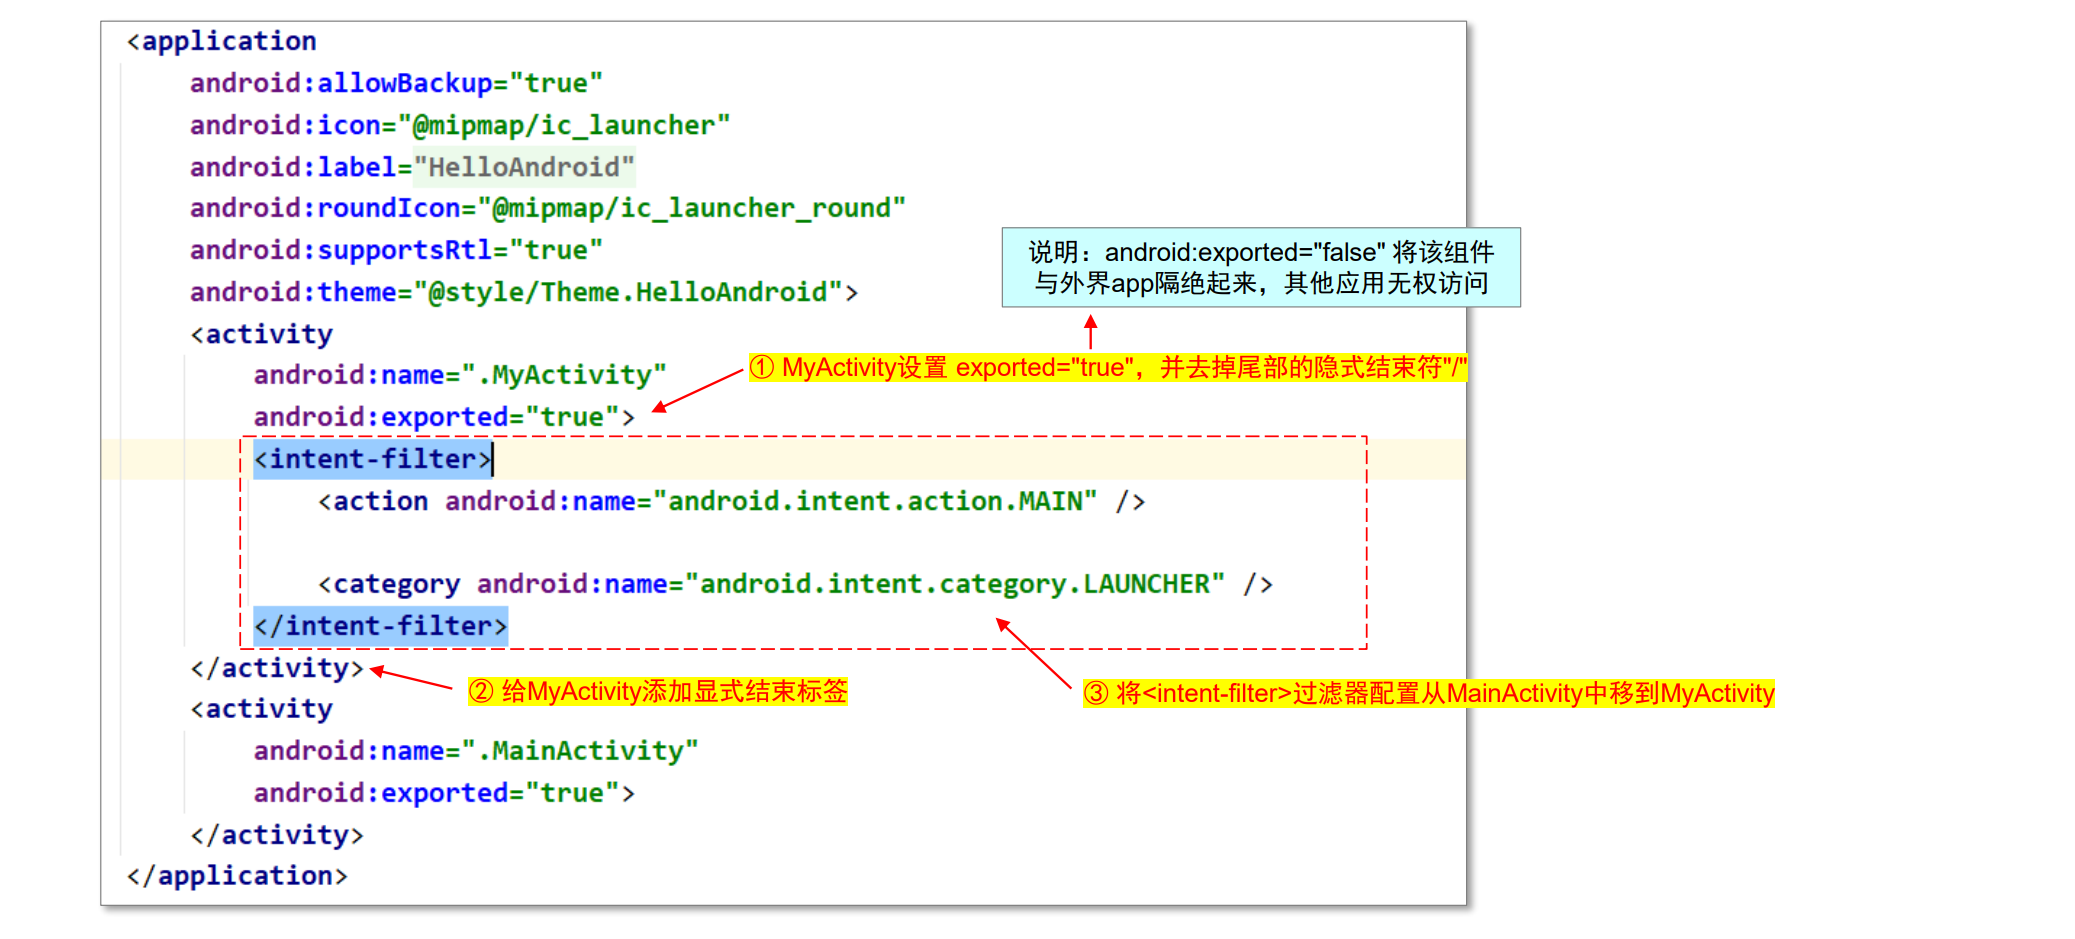 <application
android:allowBackup="true"
android:icon="@mipmap/ic_launcher"
android:label="HelloAndroid"
android:roundIcon="@mipmap/ic_launcher_round"
android:supportsRtl="true"
android:theme="@style/Theme.HelloAndroid">
说明：android:exported="false" 将该组件
与外界app隔绝起来，其他应用无权访问
<activity
android:name=".MyActivity"
① MyActivity设置 exported="true"，并去掉尾部的隐式结束符"/"
android:exported="true">
<intent-filter>
<action android:name="android.intent.action.MAIN" />
<category android:name="android.intent.category.LAUNCHER" />
</intent-filter>
</activity>
② 给MyActivity添加显式结束标签
③ 将<intent-filter>过滤器配置从MainActivity中移到MyActivity
<activity
android:name=".MainActivity"
android:exported="true">
</activity>
</application>